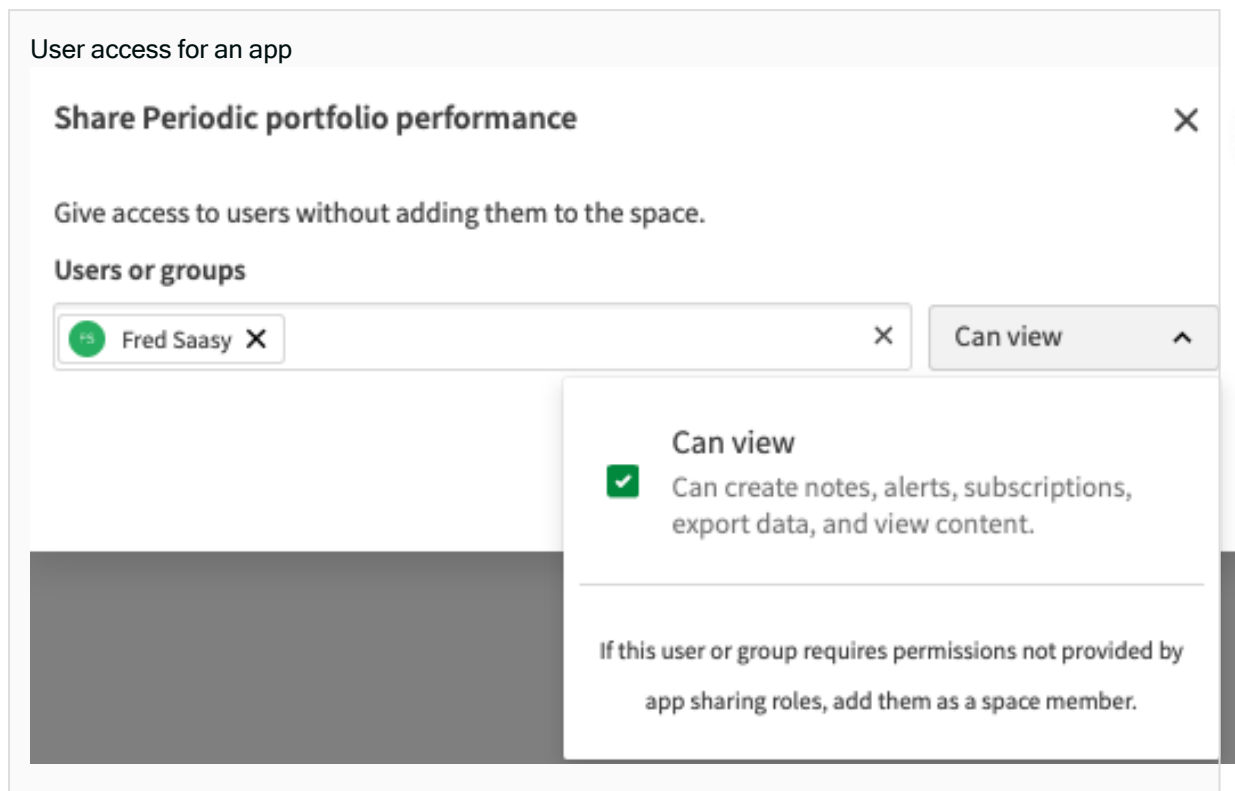 User access for an app
Share Periodic portfolio performance
Give access to users without adding them to the space.
Users or groups
FS Fred Saasy
Can view
Can view
Can create notes, alerts, subscriptions,
export data, and view content.
If this user or group requires permissions not provided by
app sharing roles, add them as a space member.